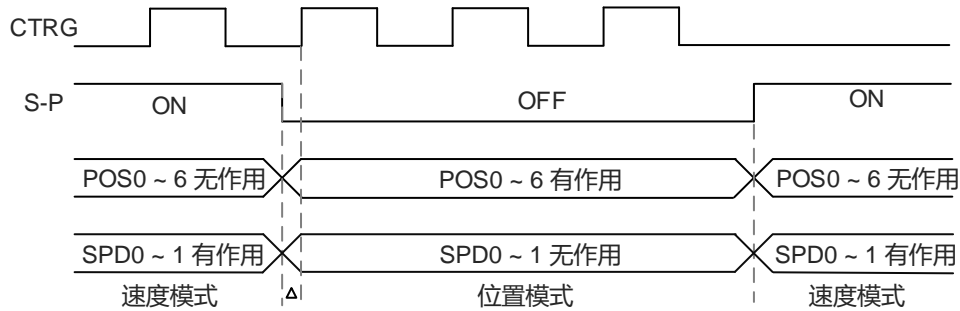 CTRG
S-P ON OFF ON
POS0 ~ 6 无作用 POS0 ~ 6 有作用 POS0 ~ 6 无作用
SPD0 ~ 1 有作用 SPD0 ~ 1 无作用 SPD0 ~ 1 有作用
速度模式 Δ 位置模式 速度模式